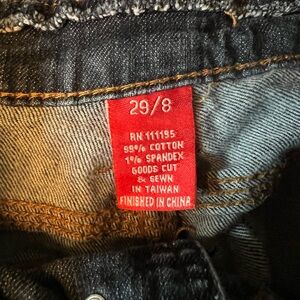 29/8
RN 111195
99% COTTON
1% SPANDEX
GOODS CUT
& SEWN
IN TAIWAN
FINISHED IN CHINA